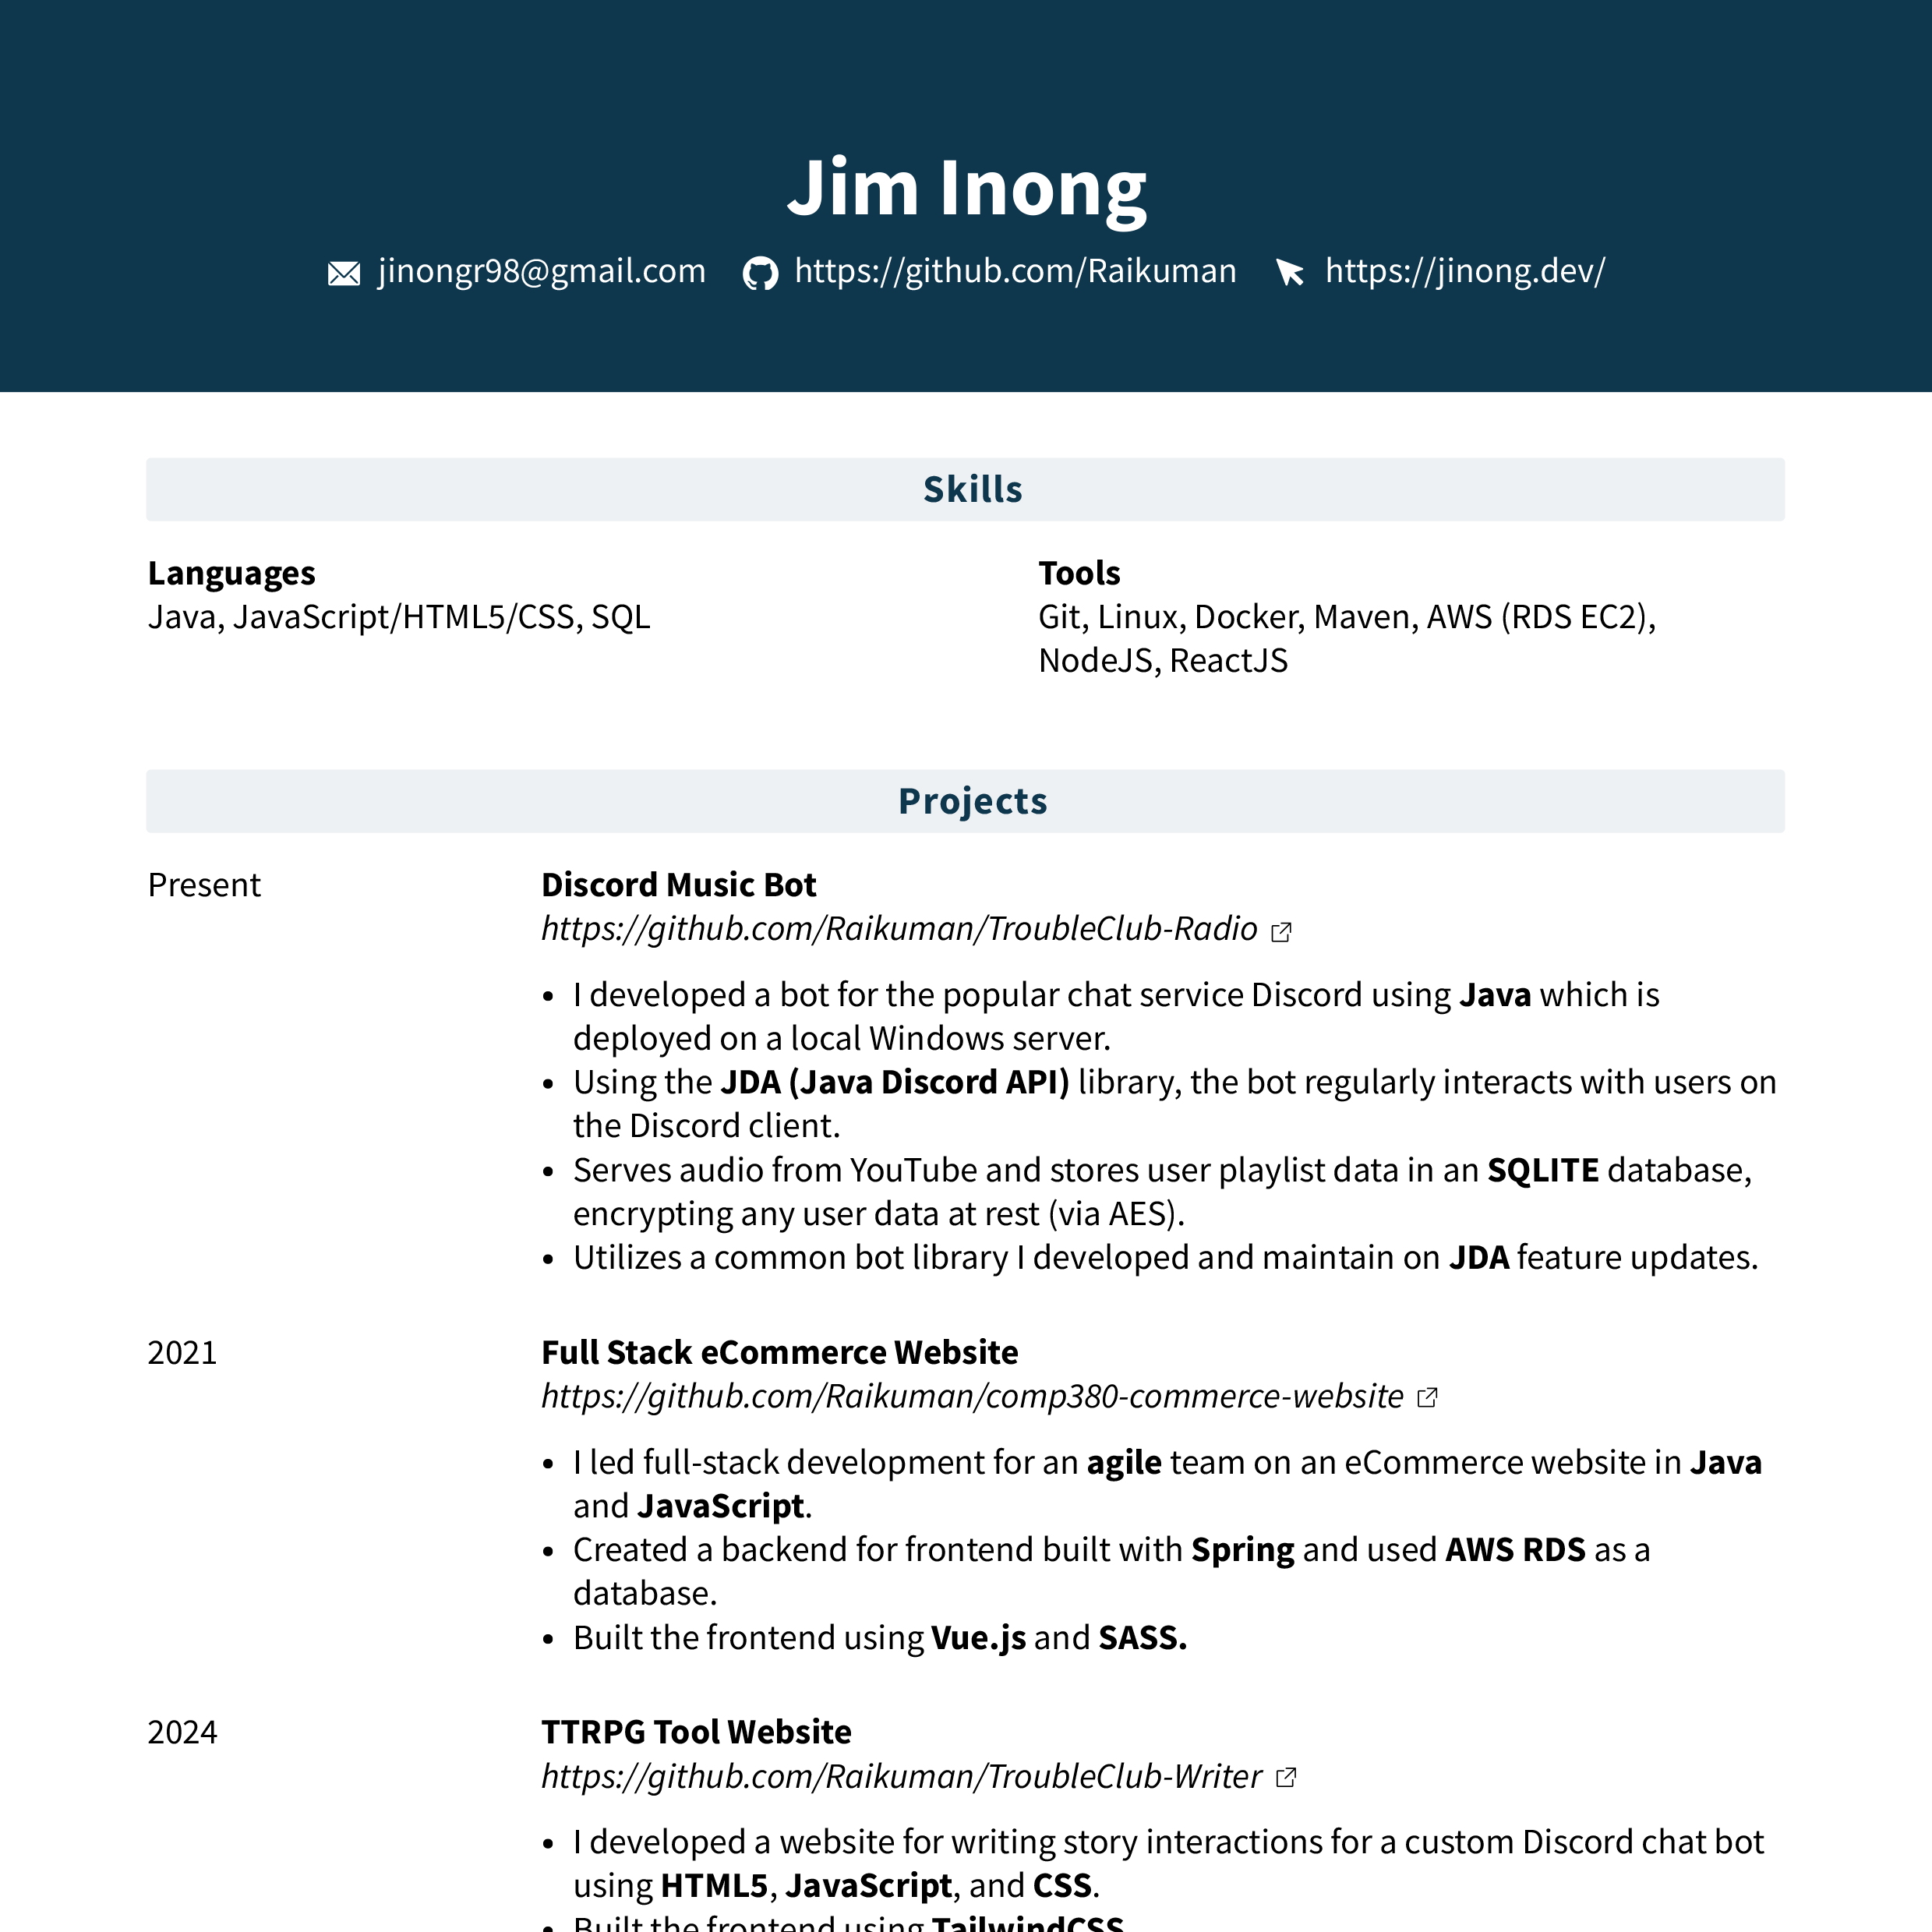 Jim Inong
jinongr98@gmail.com https://github.com/Raikuman https://jinong.dev/
Skills
Languages
Java, JavaScript/HTML5/CSS, SQL
Tools
Git, Linux, Docker, Maven, AWS (RDS EC2),
NodeJS, ReactJS
Projects
Present
Discord Music Bot
https://github.com/Raikuman/TroubleClub-Radio
• I developed a bot for the popular chat service Discord using Java which is
deployed on a local Windows server.
• Using the JDA (Java Discord API) library, the bot regularly interacts with users on
the Discord client.
• Serves audio from YouTube and stores user playlist data in an SQLITE database,
encrypting any user data at rest (via AES).
• Utilizes a common bot library I developed and maintain on JDA feature updates.
2021
Full Stack eCommerce Website
https://github.com/Raikuman/comp380-commerce-website
• I led full-stack development for an agile team on an eCommerce website in Java
and JavaScript.
• Created a backend for frontend built with Spring and used AWS RDS as a
database.
• Built the frontend using Vue.js and SASS.
2024
TTRPG Tool Website
https://github.com/Raikuman/TroubleClub-Writer
• I developed a website for writing story interactions for a custom Discord chat bot
using HTML5, JavaScript, and CSS.
• Built the frontend using TailwindCSS